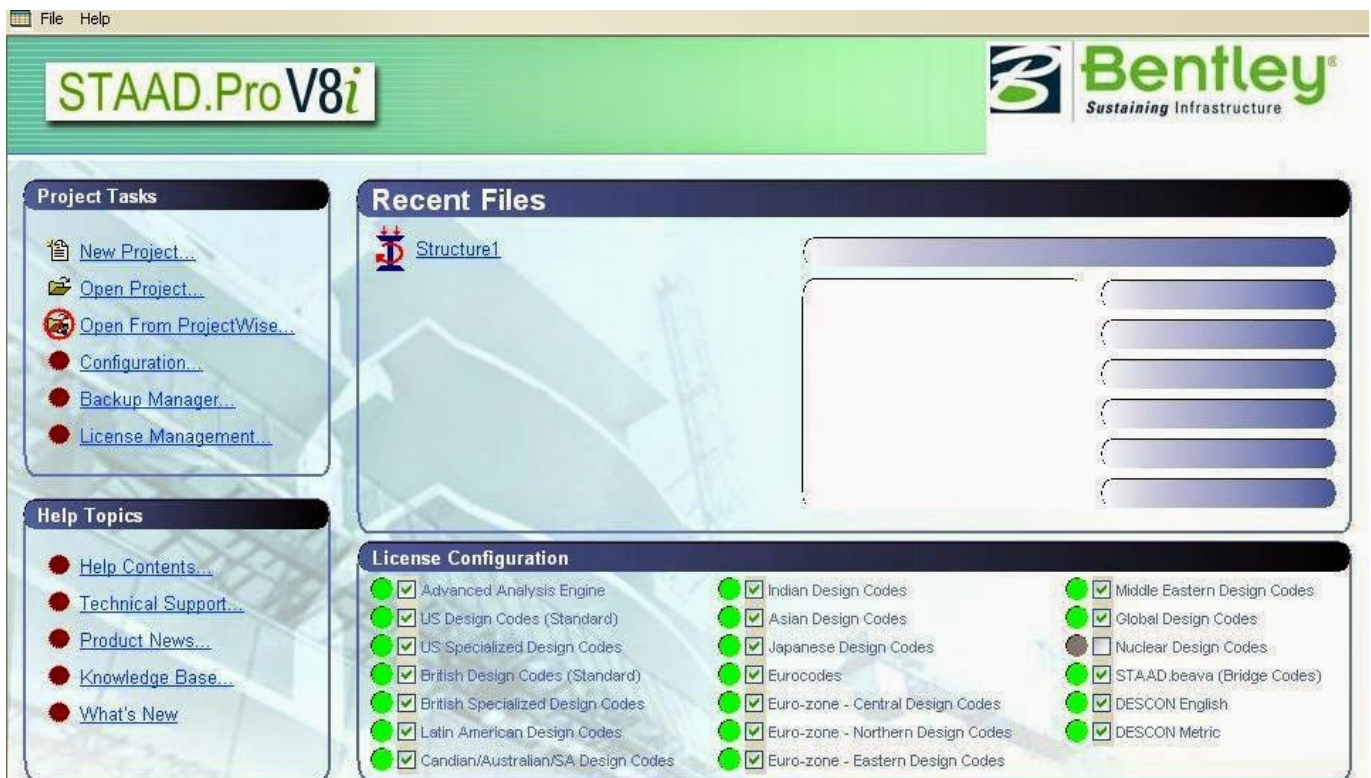 File Help
STAAD.Pro V8i
Bentley®
Sustaining Infrastructure
Project Tasks
New Project...
Open Project...
Open From ProjectWise...
Configuration...
Backup Manager...
License Management...
Help Topics
Help Contents...
Technical Support...
Product News...
Knowledge Base...
What's New
Recent Files
Structure1
License Configuration
Advanced Analysis Engine
US Design Codes (Standard)
US Specialized Design Codes
British Design Codes (Standard)
British Specialized Design Codes
Latin American Design Codes
Candian/Australian/SA Design Codes
Indian Design Codes
Asian Design Codes
Japanese Design Codes
Eurocodes
Euro-zone - Central Design Codes
Euro-zone - Northern Design Codes
Euro-zone - Eastern Design Codes
Middle Eastern Design Codes
Global Design Codes
Nuclear Design Codes
STAAD.beava (Bridge Codes)
DESCON English
DESCON Metric